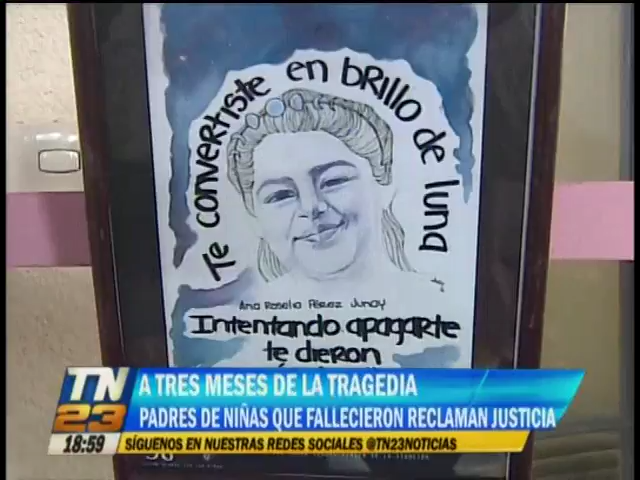 Te convertiste en brillo de luna
Ana Roselia Pérez Junay
Intentando apagarte
te dieron
TN
23
18:59
A TRES MESES DE LA TRAGEDIA
PADRES DE NIÑAS QUE FALLECIERON RECLAMAN JUSTICIA
SÍGUENOS EN NUESTRAS REDES SOCIALES @TN23NOTICIAS